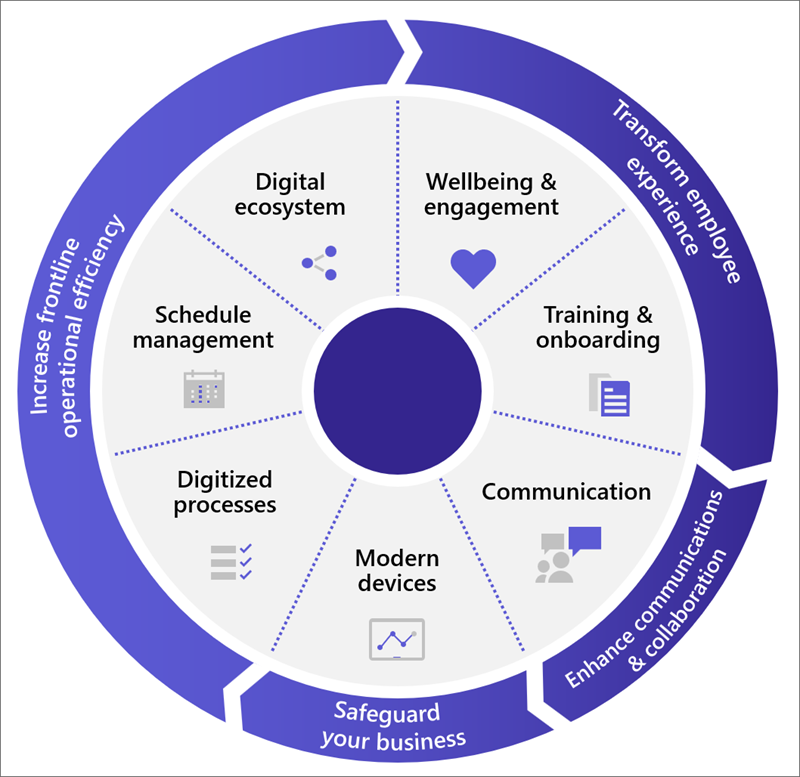 Transform employee
experience
Enhance communications
& collaboration
Safeguard
your business
Increase frontline
operational efficiency
Digital
ecosystem
Wellbeing &
engagement
Schedule
management
Training &
onboarding
Digitized
processes
Communication
Modern
devices